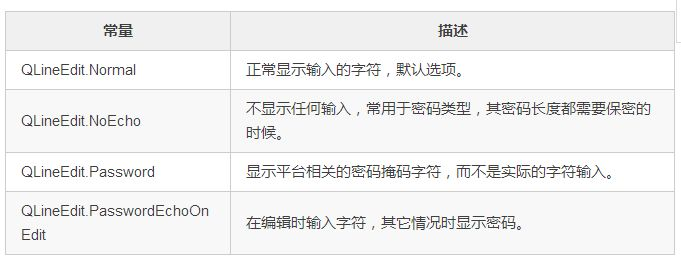 常量 描述
QLineEdit.Normal 正常显示输入的字符，默认选项。
QLineEdit.NoEcho 不显示任何输入，常用于密码类型，其密码长度都需要保密的
时候。
QLineEdit.Password 显示平台相关的密码掩码字符，而不是实际的字符输入。
QLineEdit.PasswordEchoOn
Edit
在编辑时输入字符，其它情况时显示密码。